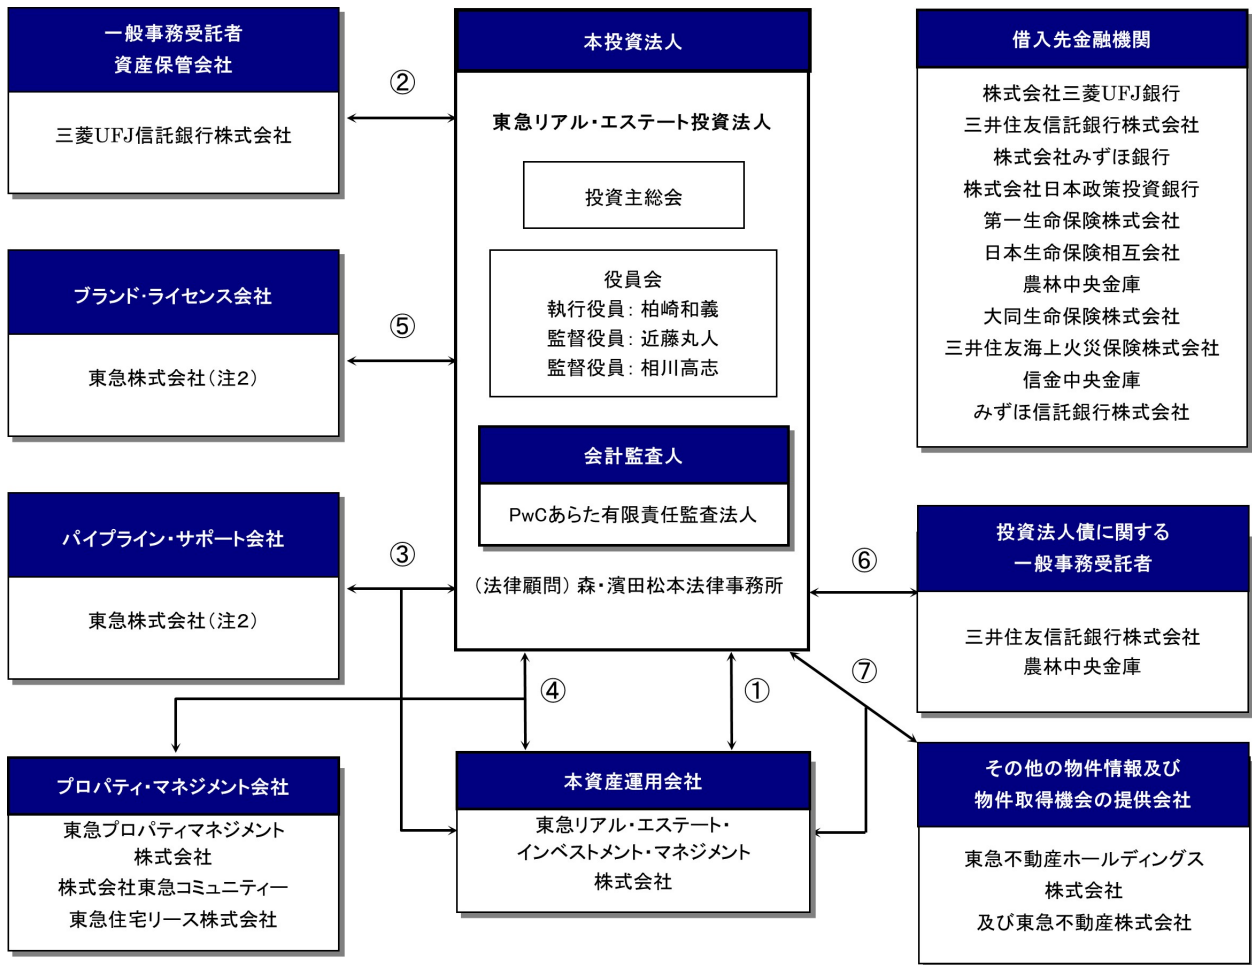 一般事務受託者
資産保管会社
三菱UFJ信託銀行株式会社
②
ブランド・ライセンス会社
東急株式会社（注２）
⑤
パイプライン・サポート会社
東急株式会社（注２）
③
本投資法人
東急リアル・エステート投資法人
投資主総会
役員会
執行役員： 柏崎和義
監督役員： 近藤丸人
監督役員： 相川高志
会計監査人
PwCあらた有限責任監査法人
（法律顧問） 森・濱田松本法律事務所
借入先金融機関
株式会社三菱UFJ銀行
三井住友信託銀行株式会社
株式会社みずほ銀行
株式会社日本政策投資銀行
第一生命保険株式会社
日本生命保険相互会社
農林中央金庫
大同生命保険株式会社
三井住友海上火災保険株式会社
信金中央金庫
みずほ信託銀行株式会社
⑥
投資法人債に関する
一般事務受託者
三井住友信託銀行株式会社
農林中央金庫
④
①
⑦
プロパティ・マネジメント会社
東急プロパティマネジメント
株式会社
株式会社東急コミュニティー
東急住宅リース株式会社
本資産運用会社
東急リアル・エステート・
インベストメント・マネジメント
株式会社
その他の物件情報及び
物件取得機会の提供会社
東急不動産ホールディングス
株式会社
及び東急不動産株式会社